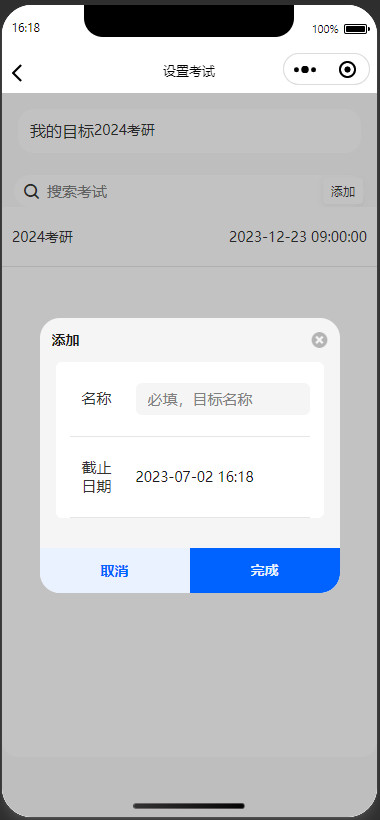 16:18
100%
设置考试
我的目标2024考研
搜索考试
添加
2024考研
2023-12-23 09:00:00
添加
名称
必填，目标名称
截止
日期
2023-07-02 16:18
取消
完成